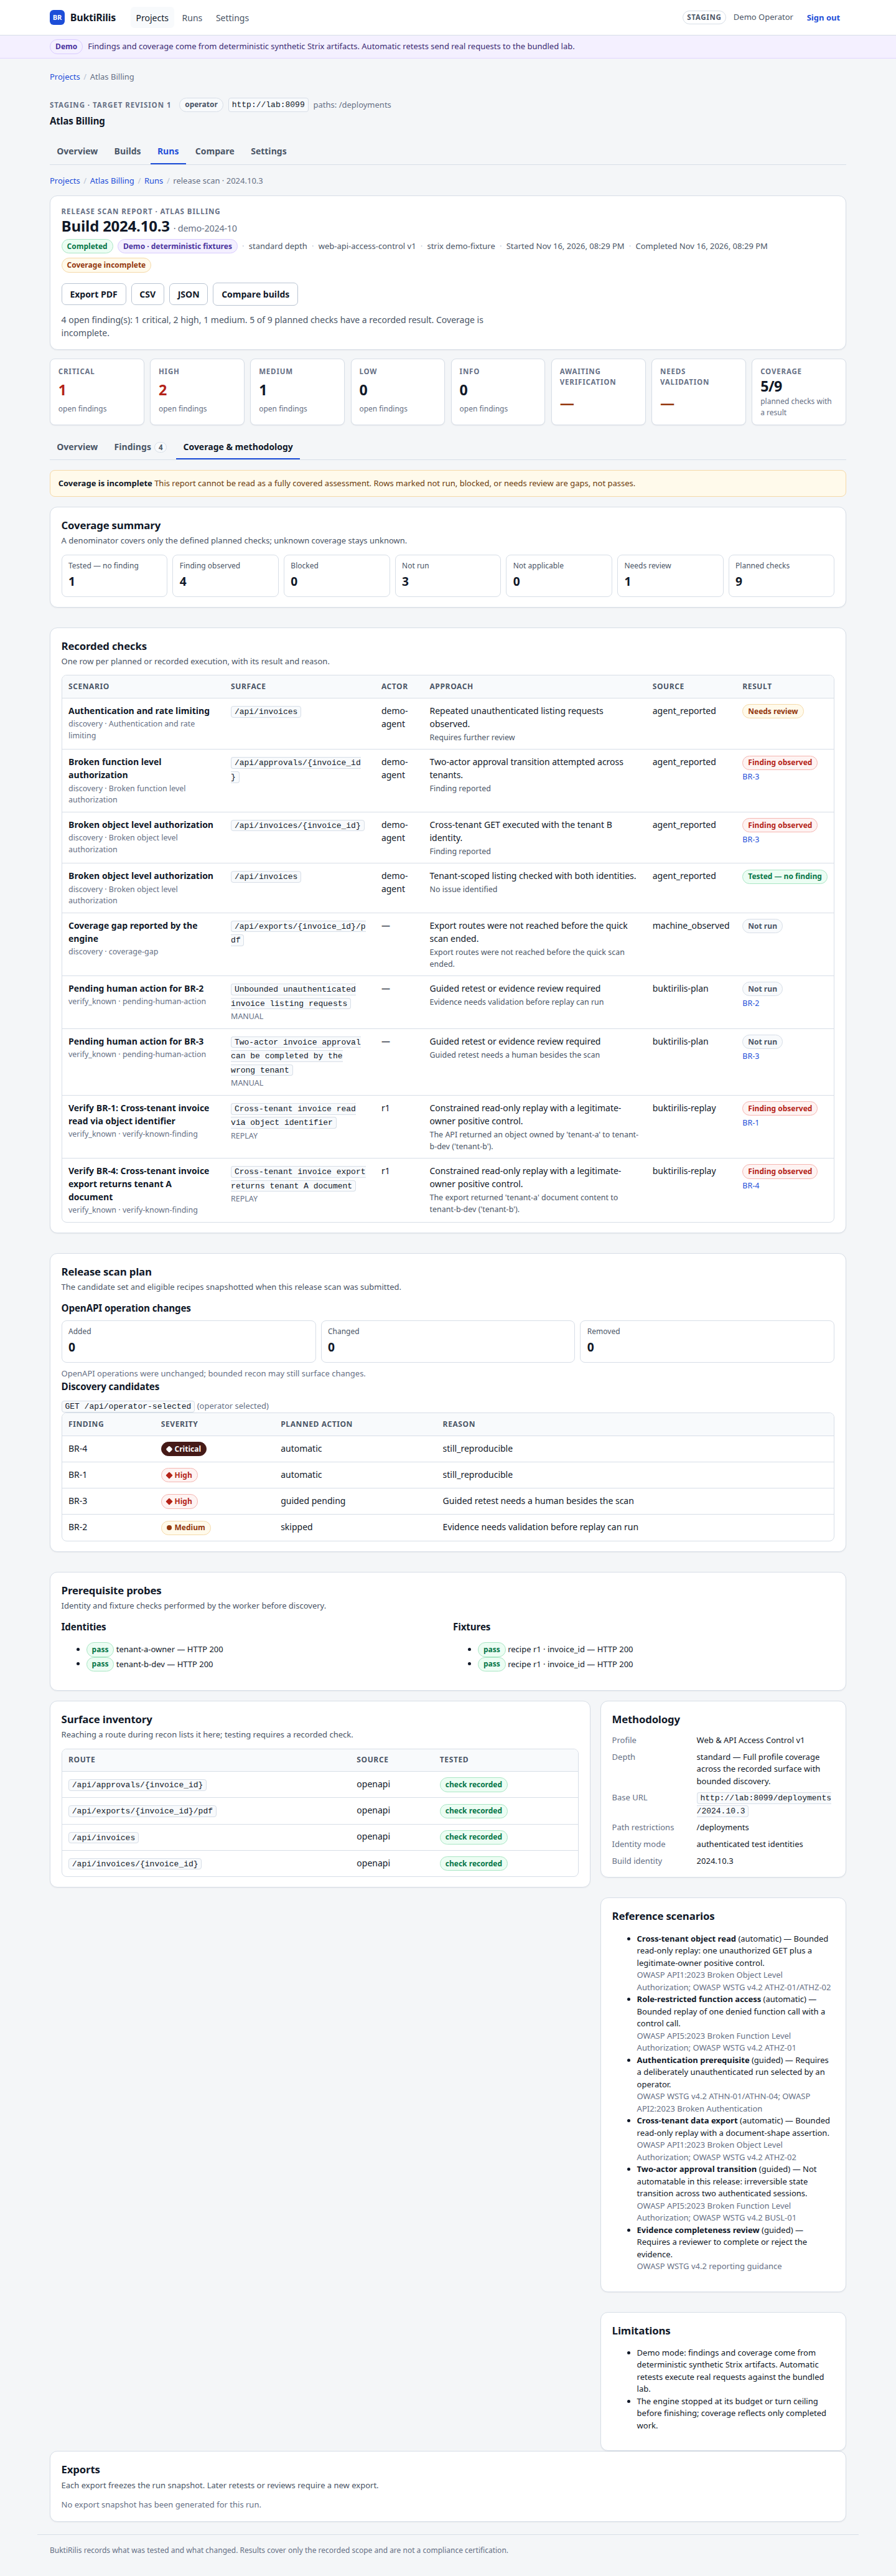 BR BuktiRilis Projects Runs Settings STAGING Demo Operator Sign out
Demo Findings and coverage come from deterministic synthetic Strix artifacts. Automatic retests send real requests to the bundled lab.
Projects / Atlas Billing
STAGING · TARGET REVISION 1 operator http://lab:8099 paths: /deployments
Atlas Billing
Overview Builds Runs Compare Settings
Projects / Atlas Billing / Runs / release scan · 2024.10.3
RELEASE SCAN REPORT · ATLAS BILLING
Build 2024.10.3 · demo-2024-10
Completed Demo · deterministic fixtures · standard depth · web-api-access-control v1 · strix demo-fixture · Started Nov 16, 2026, 08:29 PM · Completed Nov 16, 2026, 08:29 PM
Coverage incomplete
Export PDF CSV JSON Compare builds
4 open finding(s): 1 critical, 2 high, 1 medium. 5 of 9 planned checks have a recorded result. Coverage is
incomplete.
CRITICAL
1
open findings
HIGH
2
open findings
MEDIUM
1
open findings
LOW
0
open findings
INFO
0
open findings
AWAITING
VERIFICATION
—
NEEDS
VALIDATION
—
COVERAGE
5/9
planned checks with
a result
Overview Findings 4 Coverage & methodology
Coverage is incomplete This report cannot be read as a fully covered assessment. Rows marked not run, blocked, or needs review are gaps, not passes.
Coverage summary
A denominator covers only the defined planned checks; unknown coverage stays unknown.
Tested — no finding
1
Finding observed
4
Blocked
0
Not run
3
Not applicable
0
Needs review
1
Planned checks
9
Recorded checks
One row per planned or recorded execution, with its result and reason.
SCENARIO SURFACE ACTOR APPROACH SOURCE RESULT
Authentication and rate limiting
discovery · Authentication and rate
limiting
/api/invoices
demo-
agent
Repeated unauthenticated listing requests
observed.
Requires further review
agent_reported
Needs review
Broken function level
authorization
discovery · Broken function level
authorization
/api/approvals/{invoice_id
}
demo-
agent
Two-actor approval transition attempted across
tenants.
Finding reported
agent_reported
Finding observed
BR-3
Broken object level authorization
discovery · Broken object level
authorization
/api/invoices/{invoice_id}
demo-
agent
Cross-tenant GET executed with the tenant B
identity.
Finding reported
agent_reported
Finding observed
BR-3
Broken object level authorization
discovery · Broken object level
authorization
/api/invoices
demo-
agent
Tenant-scoped listing checked with both identities.
No issue identified
agent_reported
Tested — no finding
Coverage gap reported by the
engine
discovery · coverage-gap
/api/exports/{invoice_id}/p
df
—
Export routes were not reached before the quick
scan ended.
Export routes were not reached before the quick scan
ended.
machine_observed
Not run
Pending human action for BR-2
verify_known · pending-human-action
Unbounded unauthenticated
invoice listing requests
MANUAL
—
Guided retest or evidence review required
Evidence needs validation before replay can run
buktirilis-plan
Not run
BR-2
Pending human action for BR-3
verify_known · pending-human-action
Two-actor invoice approval
can be completed by the
wrong tenant
MANUAL
—
Guided retest or evidence review required
Guided retest needs a human besides the scan
buktirilis-plan
Not run
BR-3
Verify BR-1: Cross-tenant invoice
read via object identifier
verify_known · verify-known-finding
Cross-tenant invoice read
via object identifier
REPLAY
r1
Constrained read-only replay with a legitimate-
owner positive control.
The API returned an object owned by 'tenant-a' to tenant-
b-dev ('tenant-b').
buktirilis-replay
Finding observed
BR-1
Verify BR-4: Cross-tenant invoice
export returns tenant A
document
verify_known · verify-known-finding
Cross-tenant invoice export
returns tenant A document
REPLAY
r1
Constrained read-only replay with a legitimate-
owner positive control.
The export returned 'tenant-a' document content to
tenant-b-dev ('tenant-b').
buktirilis-replay
Finding observed
BR-4
Release scan plan
The candidate set and eligible recipes snapshotted when this release scan was submitted.
OpenAPI operation changes
Added
0
Changed
0
Removed
0
OpenAPI operations were unchanged; bounded recon may still surface changes.
Discovery candidates
GET /api/operator-selected (operator selected)
FINDING SEVERITY PLANNED ACTION REASON
BR-4 Critical automatic still_reproducible
BR-1 High automatic still_reproducible
BR-3 High guided pending Guided retest needs a human besides the scan
BR-2 Medium skipped Evidence needs validation before replay can run
Prerequisite probes
Identity and fixture checks performed by the worker before discovery.
Identities
pass tenant-a-owner — HTTP 200
pass tenant-b-dev — HTTP 200
Fixtures
pass recipe r1 · invoice_id — HTTP 200
pass recipe r1 · invoice_id — HTTP 200
Surface inventory
Reaching a route during recon lists it here; testing requires a recorded check.
ROUTE SOURCE TESTED
/api/approvals/{invoice_id} openapi check recorded
/api/exports/{invoice_id}/pdf openapi check recorded
/api/invoices openapi check recorded
/api/invoices/{invoice_id} openapi check recorded
Methodology
Profile Web & API Access Control v1
Depth standard — Full profile coverage
across the recorded surface with
bounded discovery.
Base URL http://lab:8099/deployments
/2024.10.3
Path restrictions /deployments
Identity mode authenticated test identities
Build identity 2024.10.3
Reference scenarios
Cross-tenant object read (automatic) — Bounded
read-only replay: one unauthorized GET plus a
legitimate-owner positive control.
OWASP API1:2023 Broken Object Level
Authorization; OWASP WSTG v4.2 ATHZ-01/ATHZ-02
Role-restricted function access (automatic) —
Bounded replay of one denied function call with a
control call.
OWASP API5:2023 Broken Function Level
Authorization; OWASP WSTG v4.2 ATHZ-01
Authentication prerequisite (guided) — Requires
a deliberately unauthenticated run selected by an
operator.
OWASP WSTG v4.2 ATHN-01/ATHN-04; OWASP
API2:2023 Broken Authentication
Cross-tenant data export (automatic) — Bounded
read-only replay with a document-shape assertion.
OWASP API1:2023 Broken Object Level
Authorization; OWASP WSTG v4.2 ATHZ-02
Two-actor approval transition (guided) — Not
automatable in this release: irreversible state
transition across two authenticated sessions.
OWASP API5:2023 Broken Function Level
Authorization; OWASP WSTG v4.2 BUSL-01
Evidence completeness review (guided) —
Requires a reviewer to complete or reject the
evidence.
OWASP WSTG v4.2 reporting guidance
Limitations
Demo mode: findings and coverage come from
deterministic synthetic Strix artifacts. Automatic
retests execute real requests against the bundled
lab.
The engine stopped at its budget or turn ceiling
before finishing; coverage reflects only completed
work.
Exports
Each export freezes the run snapshot. Later retests or reviews require a new export.
No export snapshot has been generated for this run.
BuktiRilis records what was tested and what changed. Results cover only the recorded scope and are not a compliance certification.